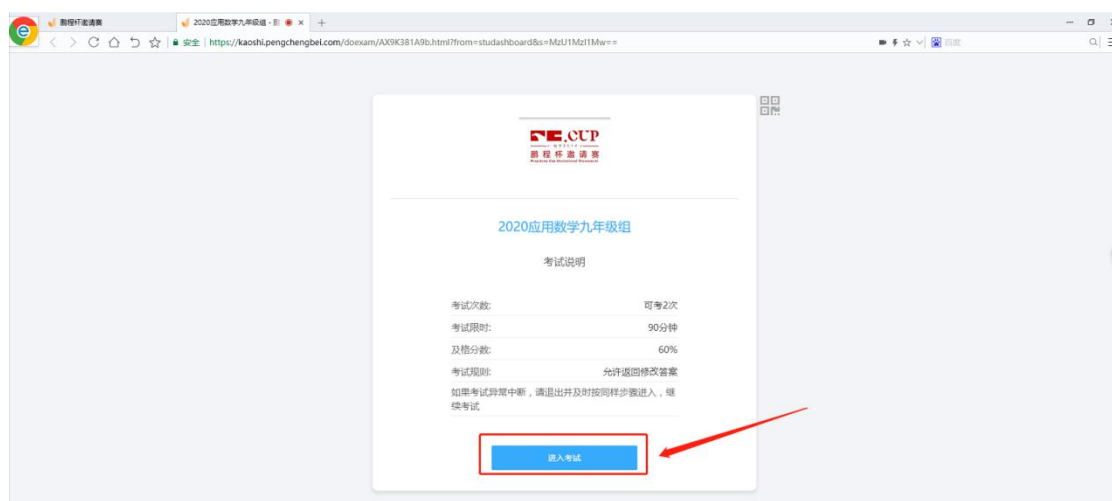 鹏程杯邀请赛
2020应用数学九年级组 -
安全 | https://kaoshi.pengchengbei.com/doexam/AX9K381A9b.html?from=studashboard&s=MzU1MzI1Mw==
百度
CUP
鹏程杯邀请赛
2020应用数学九年级组
考试说明
考试次数: 可考2次
考试限时: 90分钟
及格分数: 60%
考试规则: 允许返回修改答案
如果考试异常中断，请退出并及时按同样步骤进入，继
续考试
进入考试